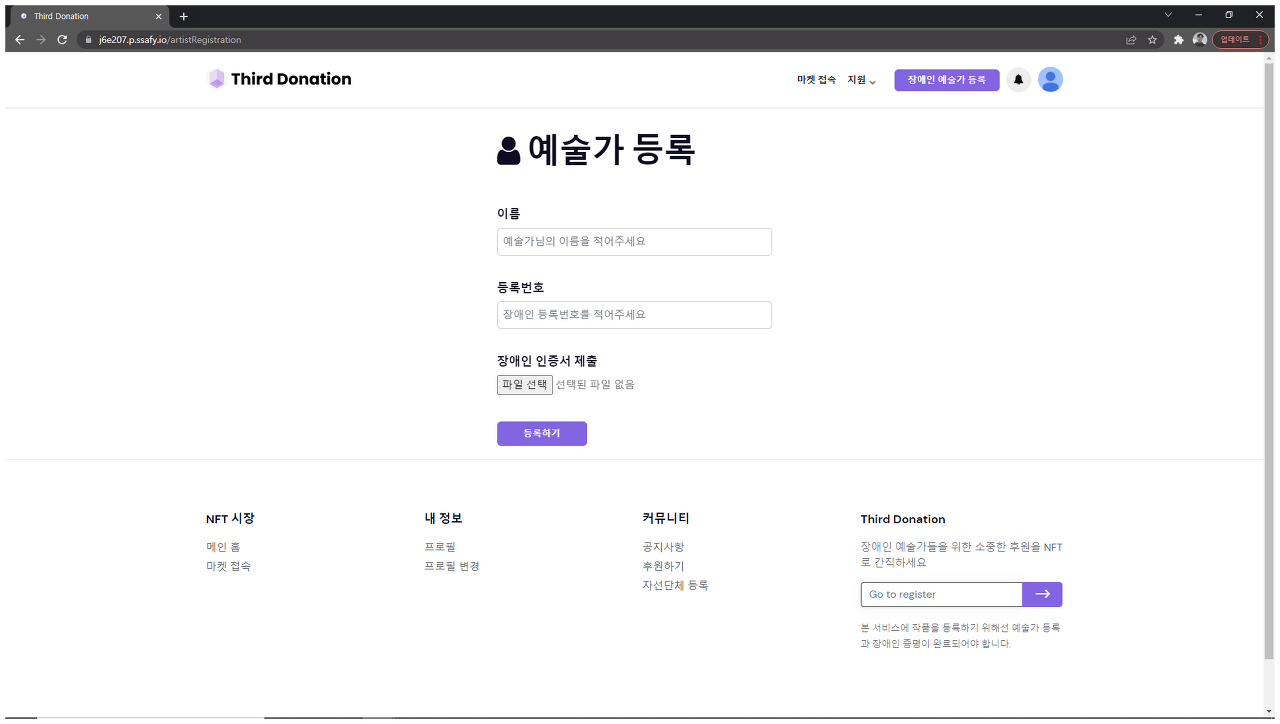 Third Donation
j6e207.p.ssafy.io/artistRegistration
업데이트
Third Donation
마켓 접속
지원
장애인 예술가 등록
예술가 등록
이름
예술가님의 이름을 적어주세요
등록번호
장애인 등록번호를 적어주세요
장애인 인증서 제출
파일 선택 선택된 파일 없음
등록하기
NFT 시장
메인 홈
마켓 접속
내 정보
프로필
프로필 변경
커뮤니티
공지사항
후원하기
자선단체 등록
Third Donation
장애인 예술가들을 위한 소중한 후원을 NFT
로 간직하세요
Go to register
본 서비스에 작품을 등록하기 위해선 예술가 등록
과 장애인 증명이 완료되어야 합니다.